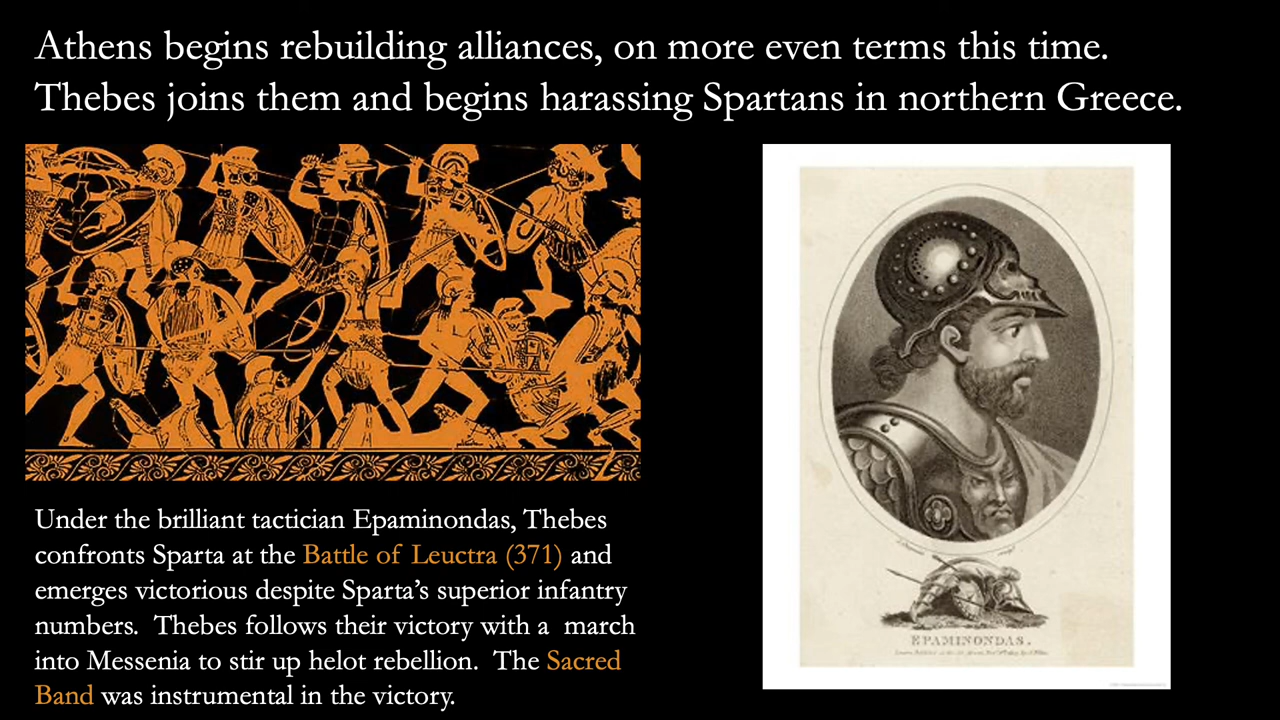 Athens begins rebuilding alliances, on more even terms this time.
Thebes joins them and begins harassing Spartans in northern Greece.
Under the brilliant tactician Epaminondas, Thebes
confronts Sparta at the Battle of Leuctra (371) and
emerges victorious despite Sparta’s superior infantry
numbers.  Thebes follows their victory with a  march
into Messenia to stir up helot rebellion.  The Sacred
Band was instrumental in the victory.
EPAMINONDAS.